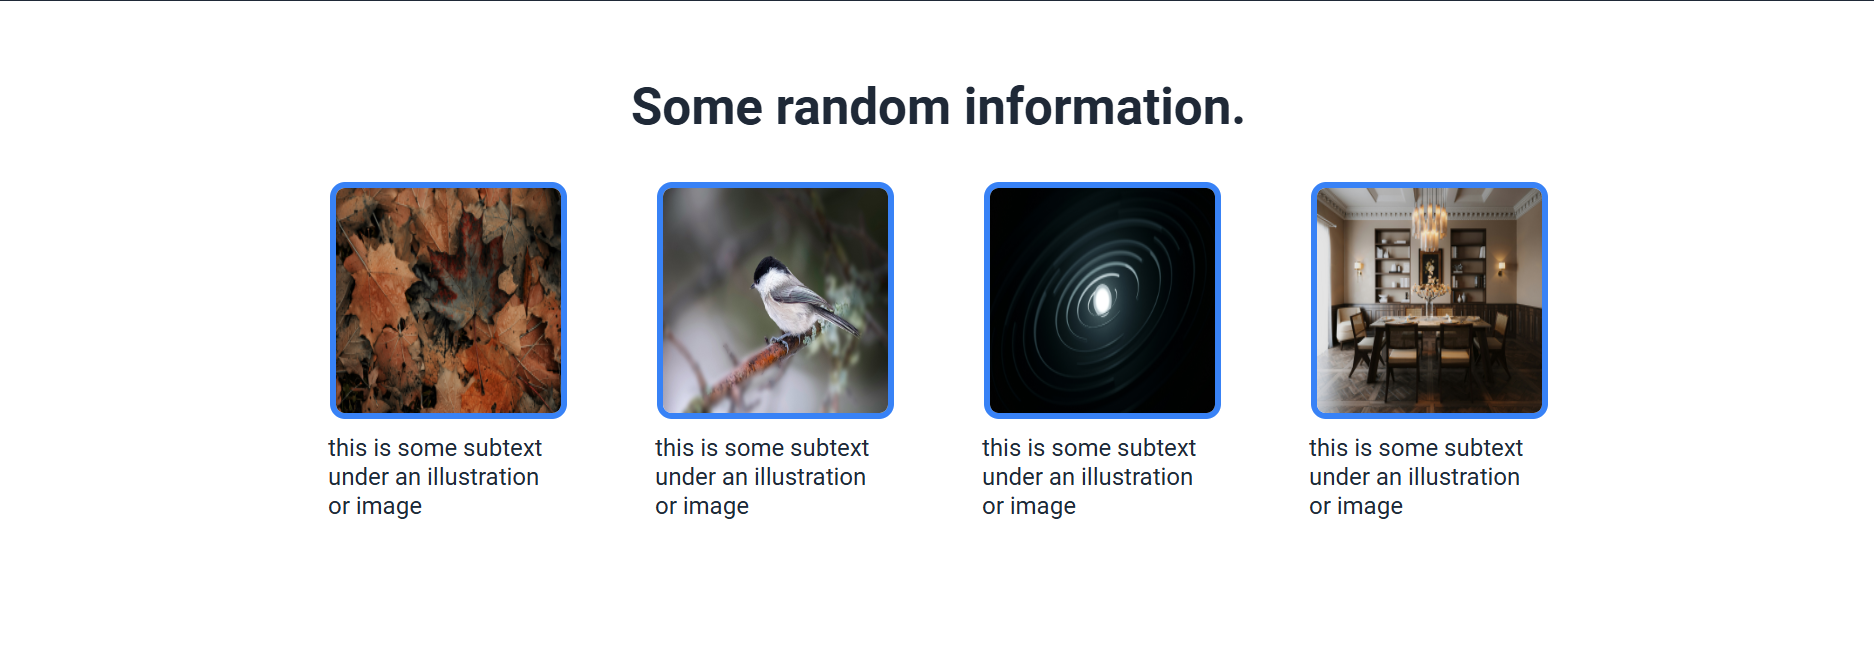 Some random information.
this is some subtext
under an illustration
or image
this is some subtext
under an illustration
or image
this is some subtext
under an illustration
or image
this is some subtext
under an illustration
or image